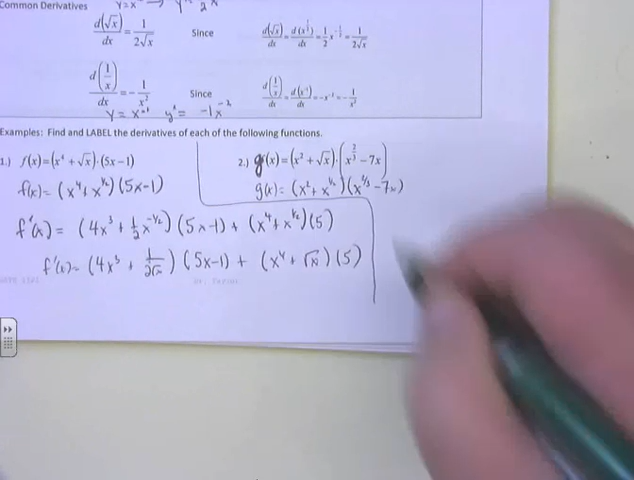 Common Derivatives y = x
d(√x)/dx = 1/(2√x) Since d(√x)/dx = d(x^(1/2))/dx = 1/2 x^(-1/2) = 1/(2√x)
d(1/x)/dx = -1/x² Since d(1/x)/dx = d(x⁻¹)/dx = -x⁻² = -1/x²
y = x⁻¹ y' = -1x⁻²
Examples: Find and LABEL the derivatives of each of the following functions.
1.) f(x)=(x⁴ + √x)·(5x-1)
f(x) = (x⁴ + x^(1/2))(5x-1)
2.) g(x)=(x² + √x)·(x^(2/3) - 7x)
g(x) = (x² + x^(1/2))(x^(2/3) - 7x)
f'(x) = (4x³ + 1/2 x^(-1/2))(5x-1) + (x⁴ + x^(1/2))(5)
f'(x) = (4x³ + 1/(2√x))(5x-1) + (x⁴ + √x)(5)